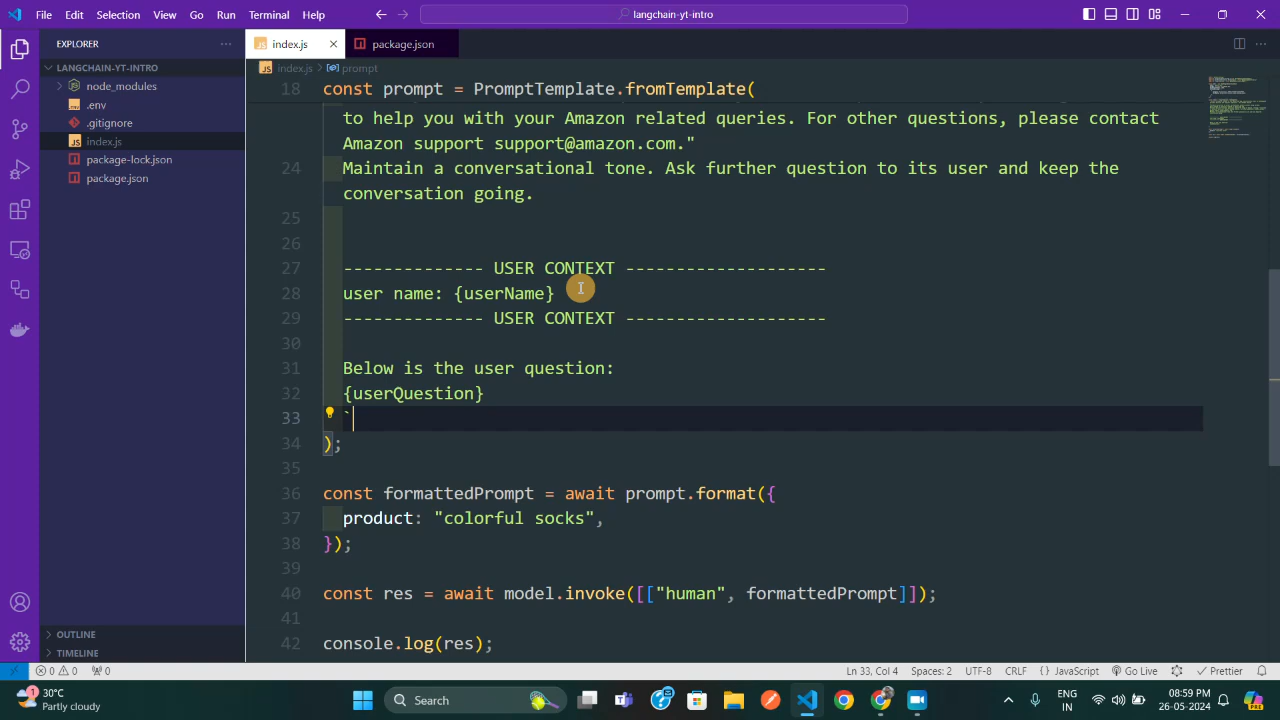 File Edit Selection View Go Run Terminal Help
langchain-yt-intro
EXPLORER
index.js
package.json
LANGCHAIN-YT-INTRO
node_modules
.env
.gitignore
index.js
package-lock.json
package.json
OUTLINE
TIMELINE
index.js > prompt
18 const prompt = PromptTemplate.fromTemplate(
to help you with your Amazon related queries. For other questions, please contact
Amazon support support@amazon.com."
24 Maintain a conversational tone. Ask further question to its user and keep the
conversation going.
25
26
27 -------------- USER CONTEXT --------------------
28 user name: {userName}
29 -------------- USER CONTEXT --------------------
30
31 Below is the user question:
32 {userQuestion}
33 `
34 );
35
36 const formattedPrompt = await prompt.format({
37 product: "colorful socks",
38 });
39
40 const res = await model.invoke([["human", formattedPrompt]]);
41
42 console.log(res);
0 0 0 Ln 33, Col 4 Spaces: 2 UTF-8 CRLF {} JavaScript Go Live Prettier
1
30°C
Partly cloudy
Search
ENG
IN
08:59 PM
26-05-2024
PRE